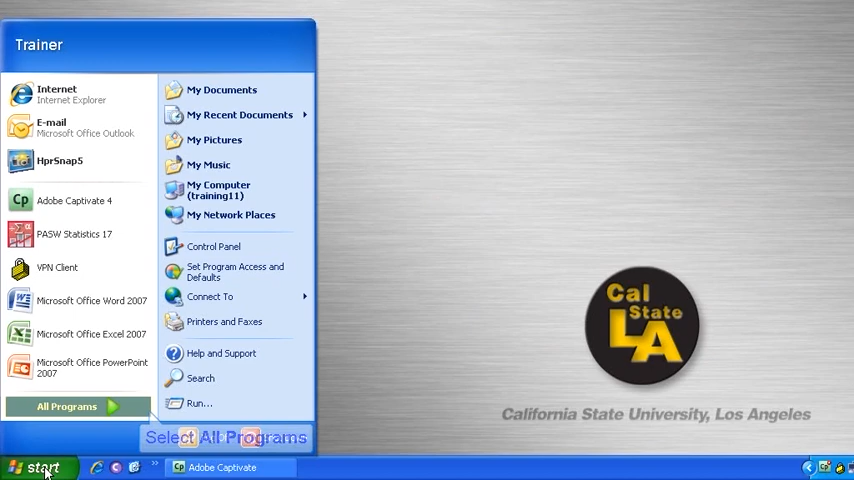 Trainer
Internet
Internet Explorer
E-mail
Microsoft Office Outlook
HprSnap5
Cp
Adobe Captivate 4
PASW Statistics 17
VPN Client
Microsoft Office Word 2007
Microsoft Office Excel 2007
Microsoft Office PowerPoint
2007
All Programs
My Documents
My Recent Documents
My Pictures
My Music
My Computer
(training11)
My Network Places
Control Panel
Set Program Access and
Defaults
Connect To
Printers and Faxes
Help and Support
Search
Run...
Select All Programs
Cal
State
LA
California State University, Los Angeles
start
Cp Adobe Captivate